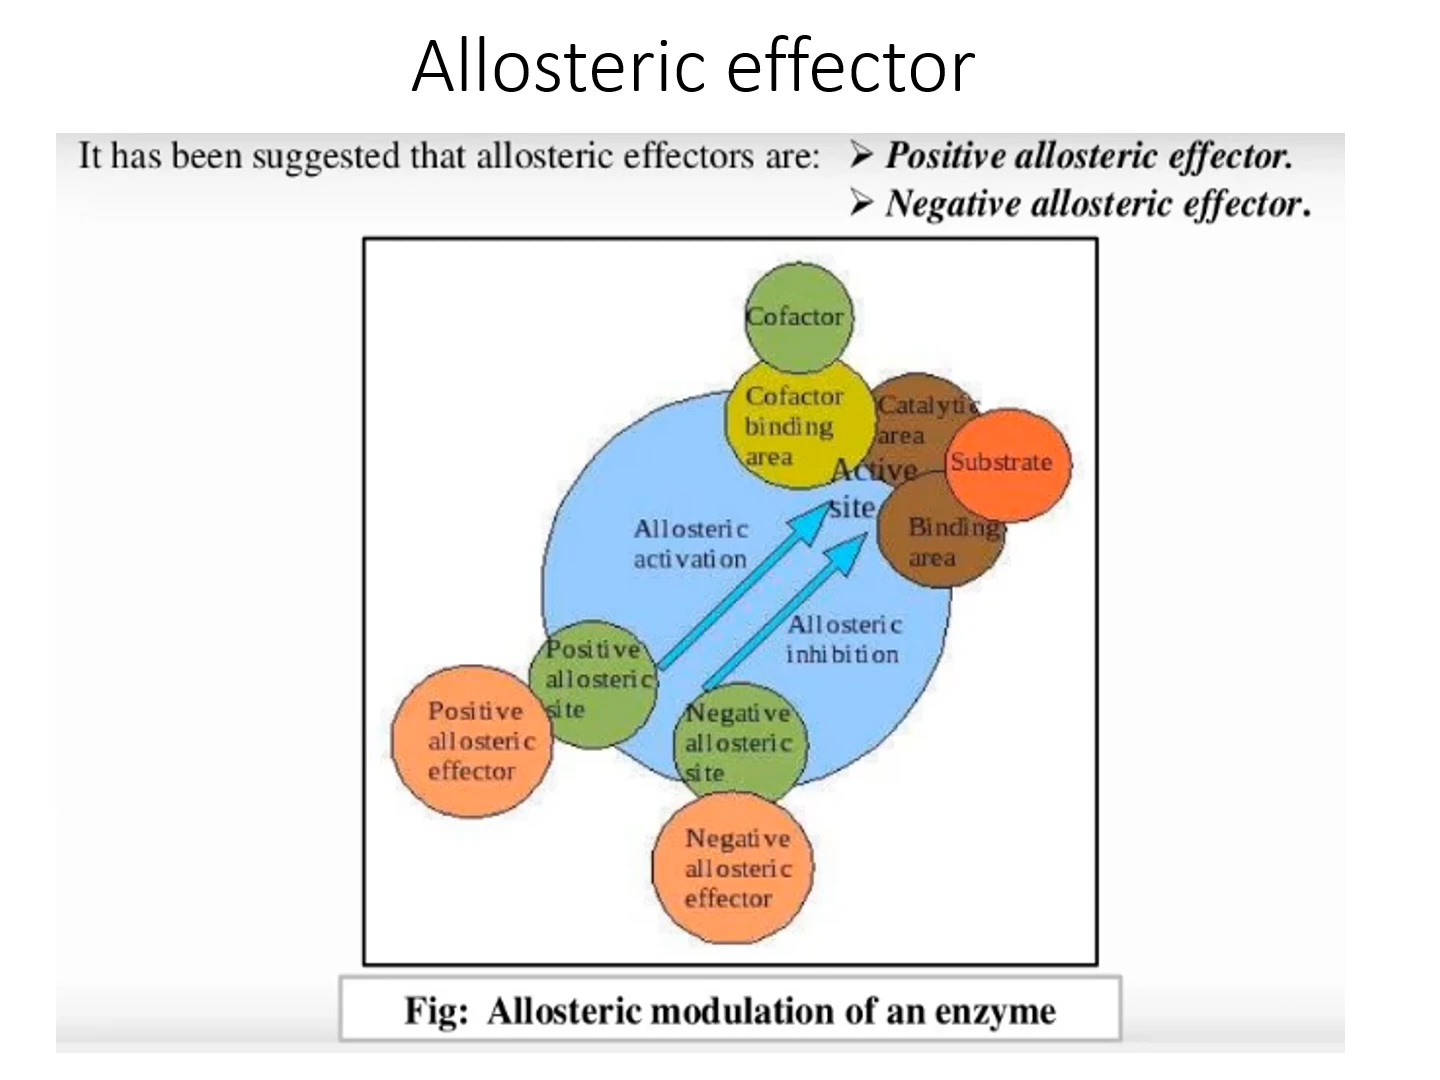 Allosteric effector
It has been suggested that allosteric effectors are: ➢ Positive allosteric effector.
➢ Negative allosteric effector.
Cofactor
Cofactor
binding
area
Catalytic
area
Active
site
Substrate
Binding
area
Allosteric
activation
Allosteric
inhibition
Positive
allosteric
site
Positive
allosteric
effector
Negative
allosteric
site
Negative
allosteric
effector
Fig: Allosteric modulation of an enzyme